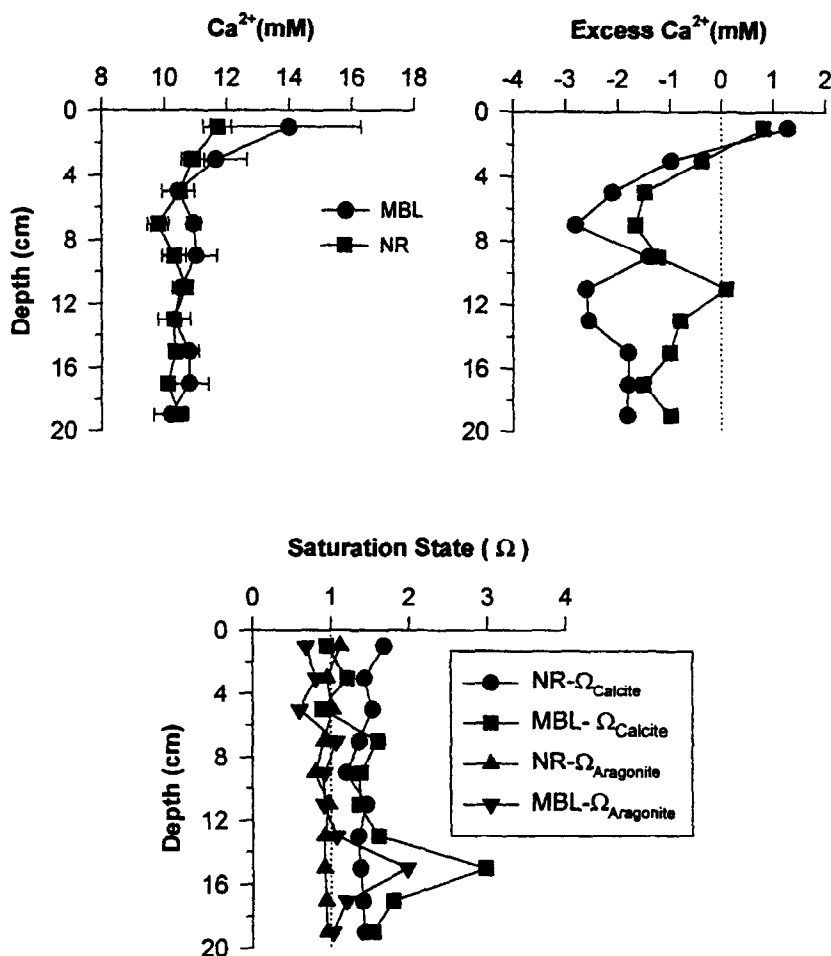 Ca²⁺(mM)
8 10 12 14 16 18
0
4
8
12
16
20
Depth (cm)
MBL
NR
Excess Ca²⁺(mM)
-4 -3 -2 -1 0 1 2
0
4
8
12
16
20
Saturation State ( Ω )
0 1 2 3 4
0
4
8
12
16
20
Depth (cm)
NR-ΩCalcite
MBL- ΩCalcite
NR-ΩAragonite
MBL-ΩAragonite